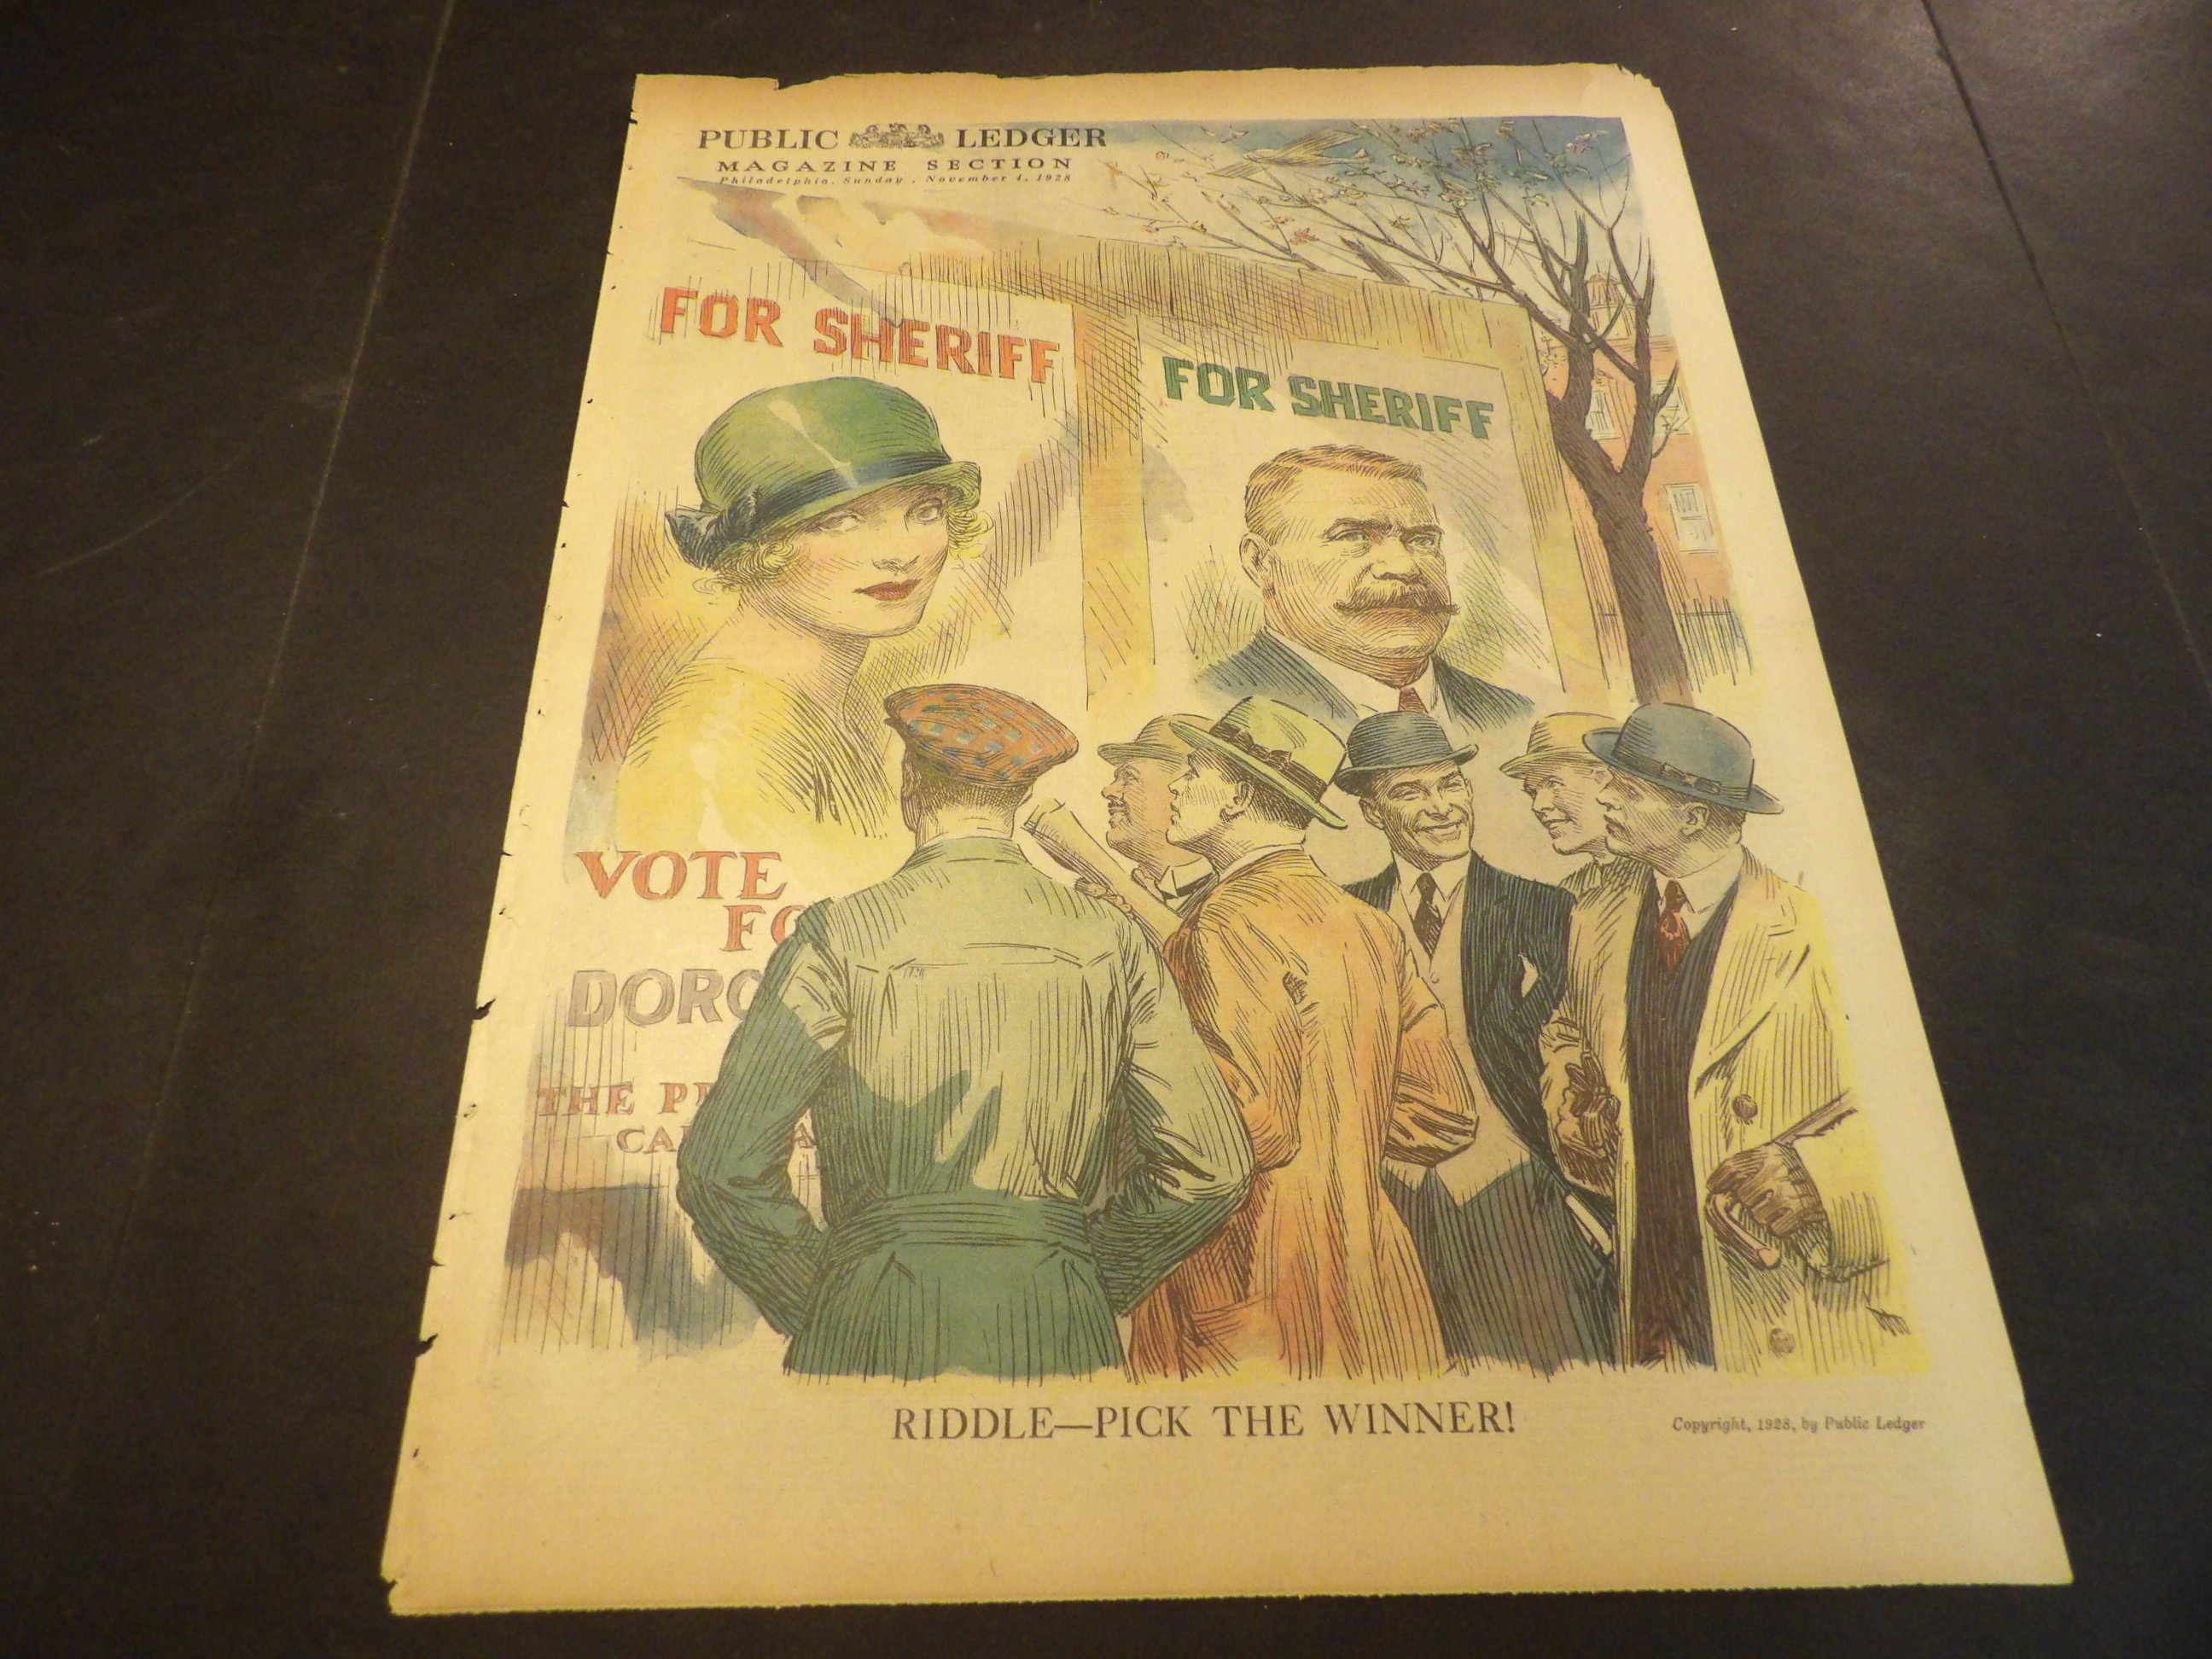 PUBLIC LEDGER
MAGAZINE SECTION
Philadelphia, Sunday, November 4, 1928
FOR SHERIFF
FOR SHERIFF
VOTE
FO
DORO
THE PR
CA
RIDDLE—PICK THE WINNER!
Copyright, 1928, by Public Ledger